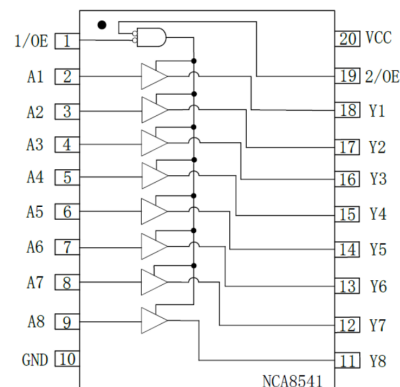 1/OE 1 20 VCC
A1 2 19 2/OE
A2 3 18 Y1
A3 4 17 Y2
A4 5 16 Y3
A5 6 15 Y4
A6 7 14 Y5
A7 8 13 Y6
A8 9 12 Y7
GND 10 11 Y8
NCA8541